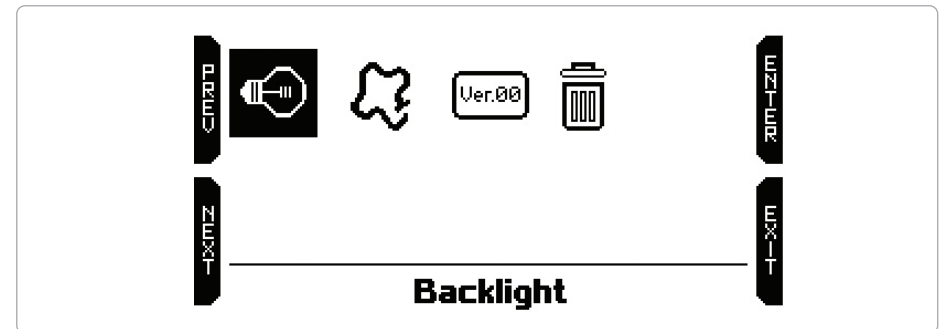 PREV
Ver.00
ENTER
NEXT
EXIT
Backlight